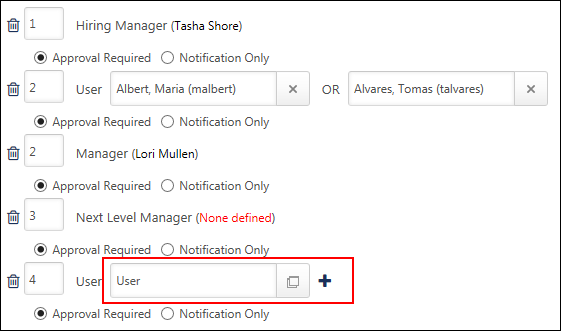 1 Hiring Manager (Tasha Shore)
Approval Required Notification Only
2 User Albert, Maria (malbert) OR Alvares, Tomas (talvares)
Approval Required Notification Only
2 Manager (Lori Mullen)
Approval Required Notification Only
3 Next Level Manager (None defined)
Approval Required Notification Only
4 User User
Approval Required Notification Only